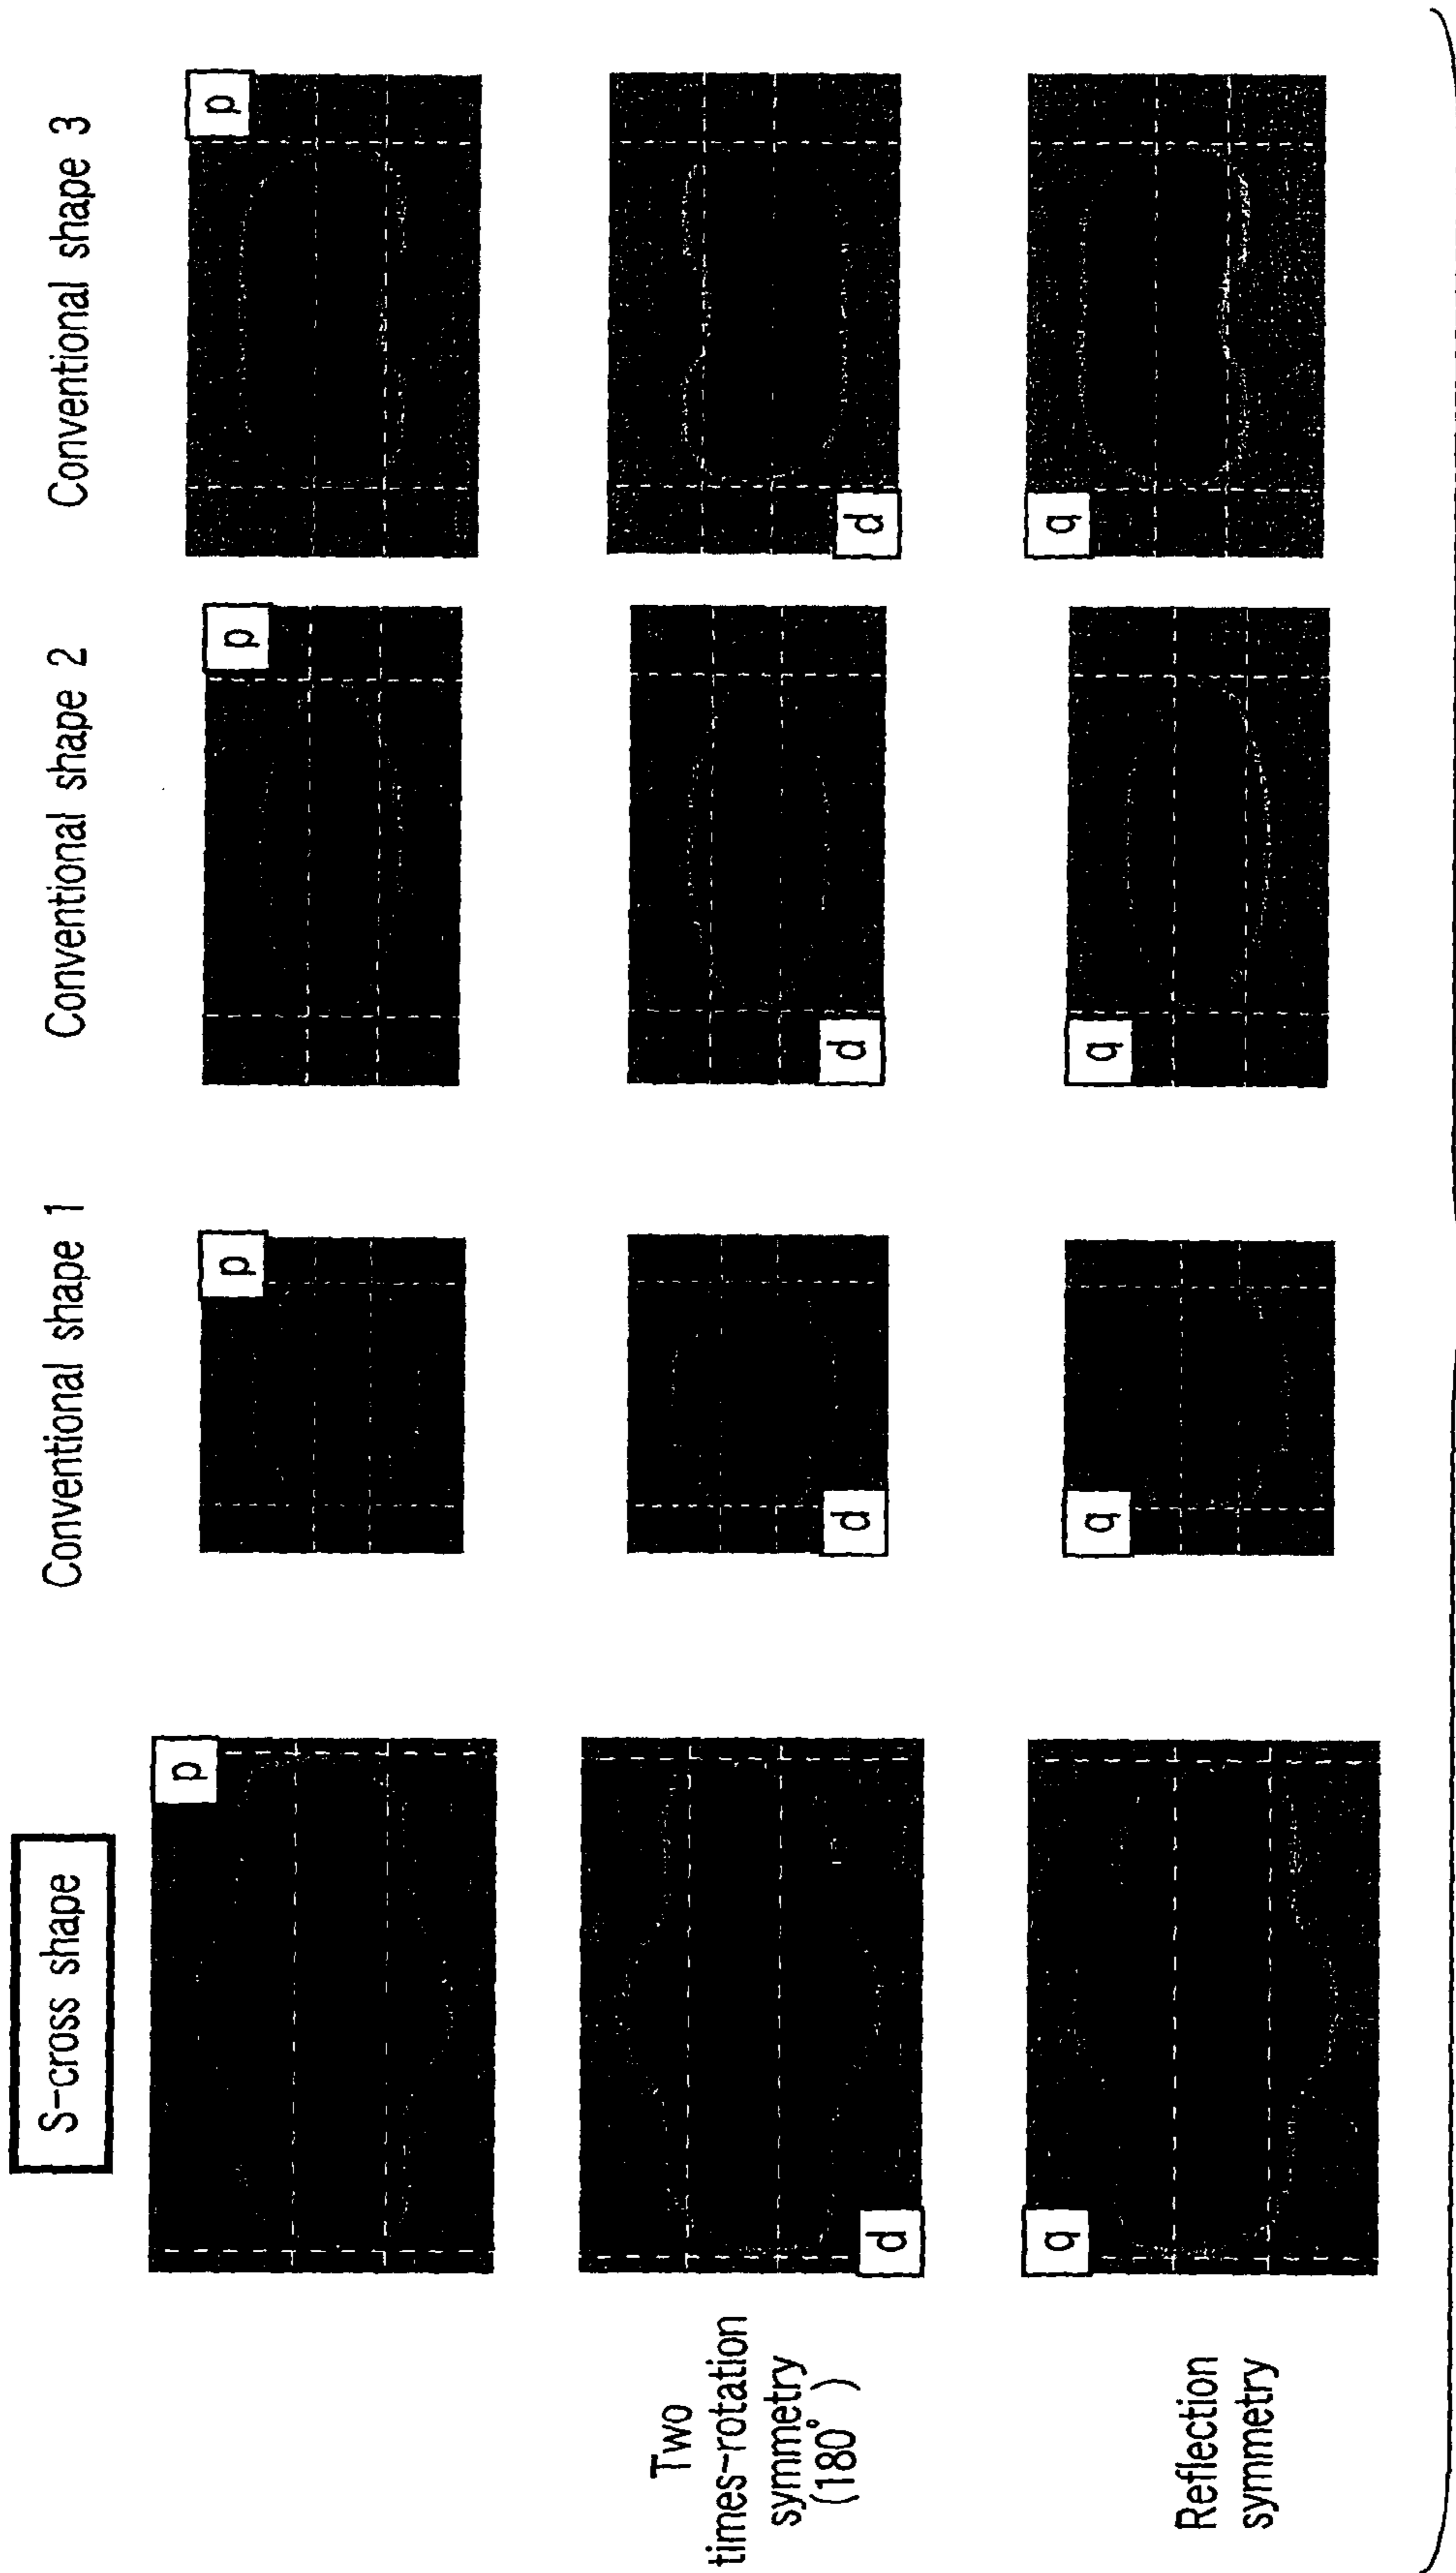 S-cross shape
Conventional shape 1
Conventional shape 2
Conventional shape 3
p
p
p
p
Two
times-rotation
symmetry
(180°)
d
d
d
d
Reflection
symmetry
q
q
q
q